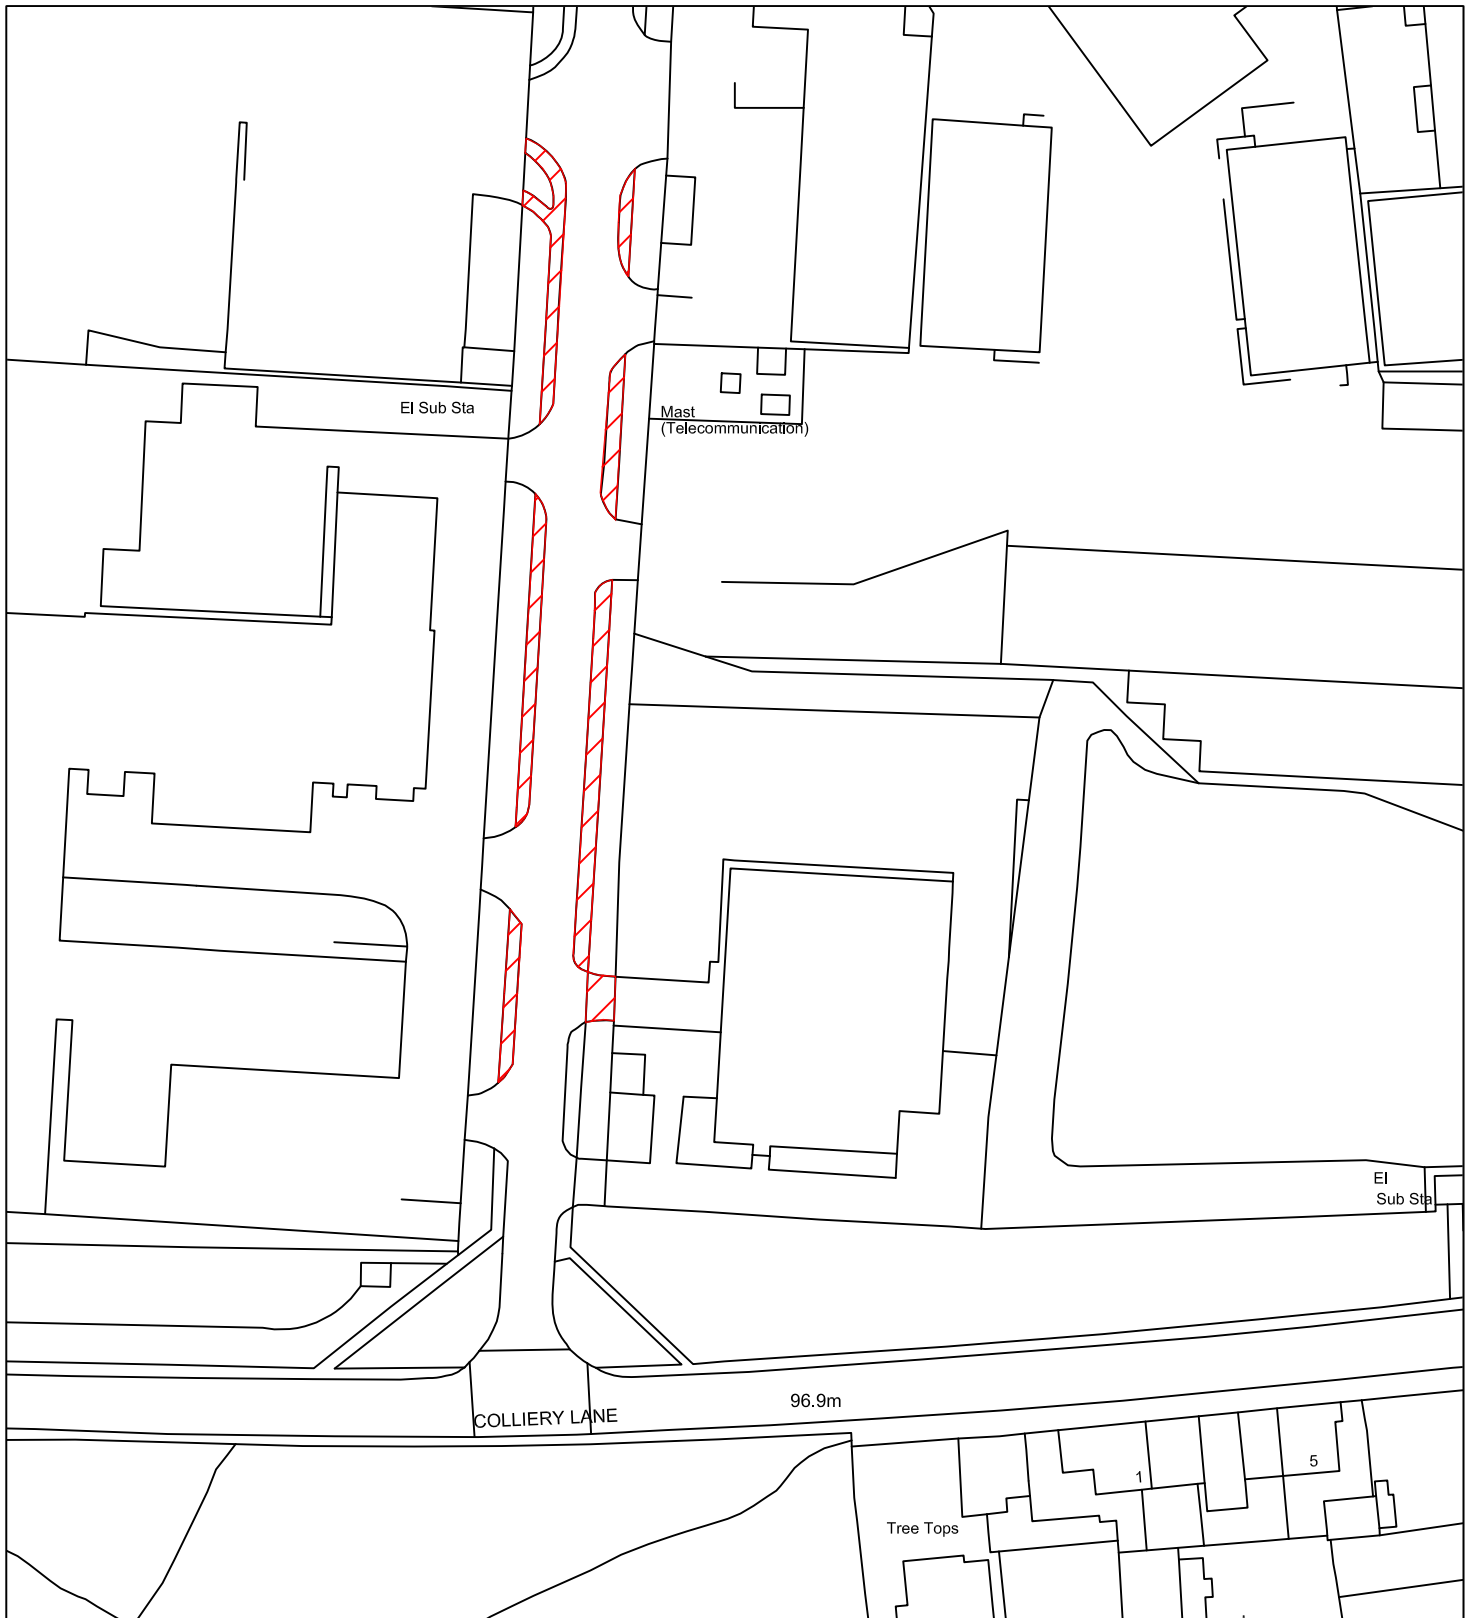 El Sub Sta
Mast
(Telecommunication)
El
Sub Sta
96.9m
COLLIERY LANE
5
1
Tree Tops